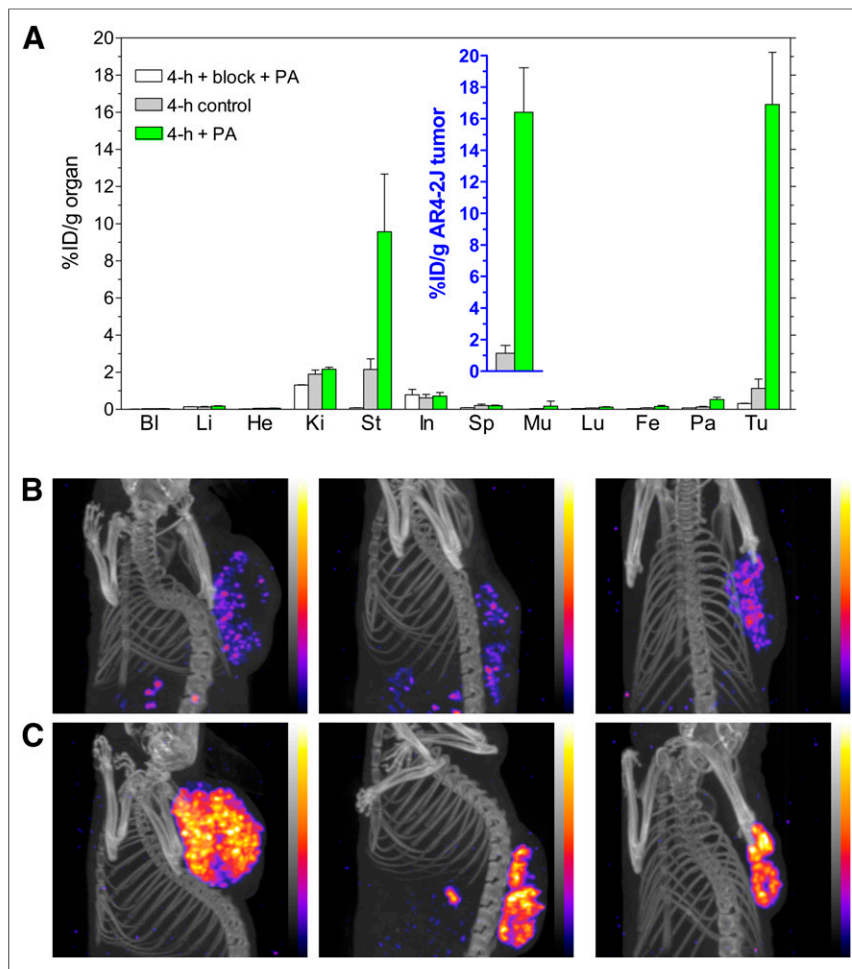 A
%ID/g organ
20
18
16
14
12
10
8
6
4
2
0
4-h + block + PA
4-h control
4-h + PA
%ID/g AR4-2J tumor
20
18
16
14
12
10
8
6
4
2
0
Bl Li He Ki St In Sp Mu Lu Fe Pa Tu
B
C